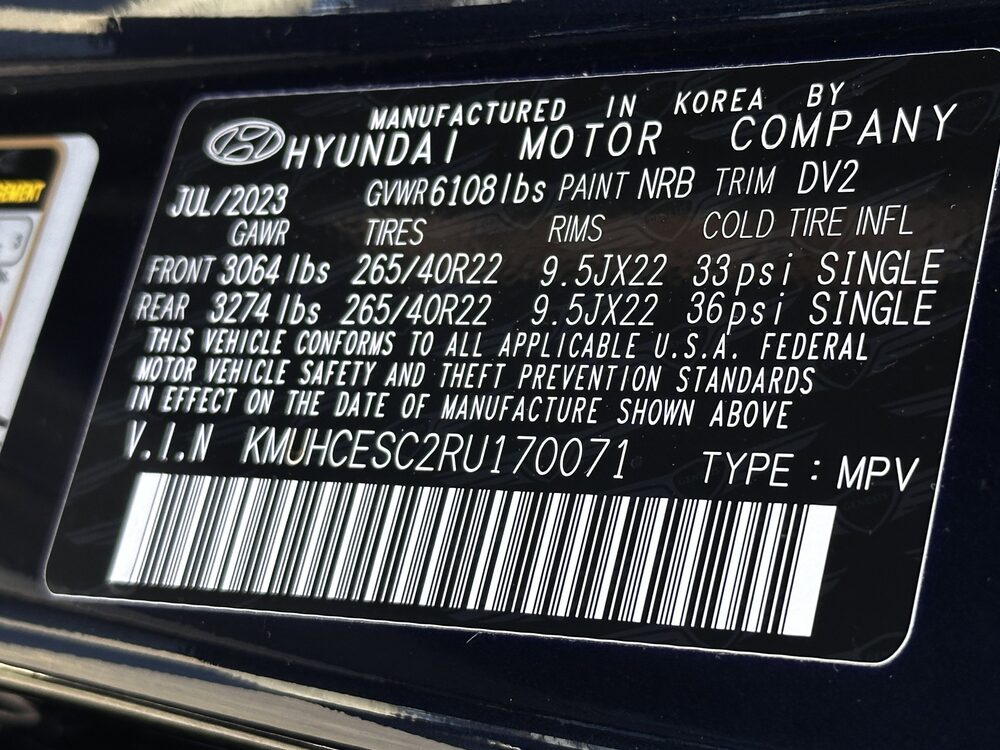 MANUFACTURED IN KOREA BY
HYUNDAI MOTOR COMPANY
JUL/2023 GVWR 6108 lbs PAINT NRB TRIM DV2
GAWR TIRES RIMS COLD TIRE INFL
FRONT 3064 lbs 265/40R22 9.5JX22 33psi SINGLE
REAR 3274 lbs 265/40R22 9.5JX22 36psi SINGLE
THIS VEHICLE CONFORMS TO ALL APPLICABLE U.S.A. FEDERAL
MOTOR VEHICLE SAFETY AND THEFT PREVENTION STANDARDS
IN EFFECT ON THE DATE OF MANUFACTURE SHOWN ABOVE
V.I.N KMUHCESC2RU170071 TYPE : MPV
3